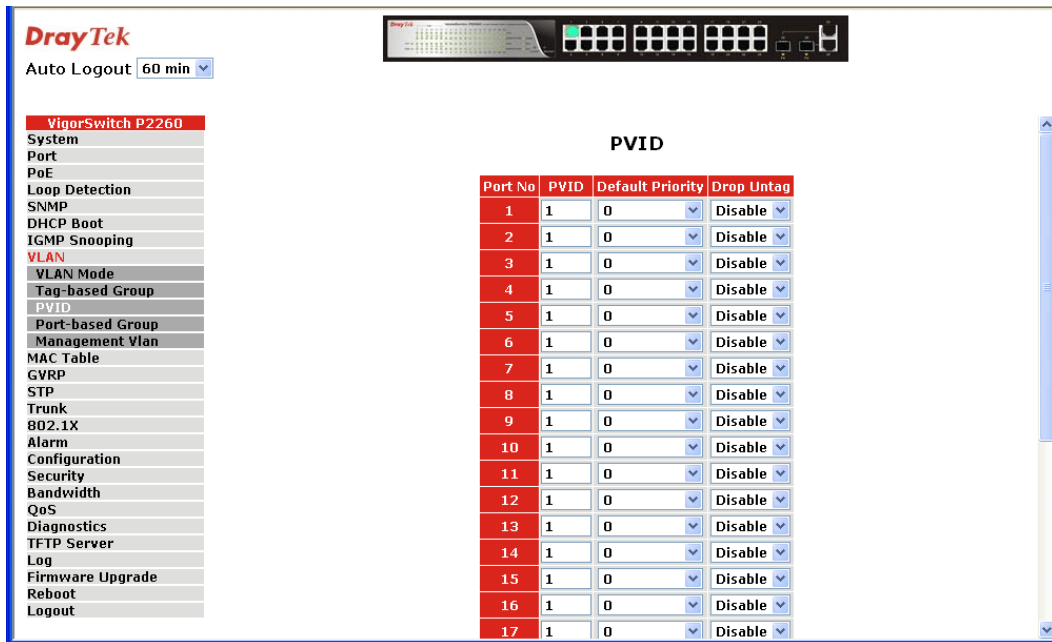 DrayTek
Auto Logout 60 min
VigorSwitch P2260
System
Port
PoE
Loop Detection
SNMP
DHCP Boot
IGMP Snooping
VLAN
VLAN Mode
Tag-based Group
PVID
Port-based Group
Management Vlan
MAC Table
GVRP
STP
Trunk
802.1X
Alarm
Configuration
Security
Bandwidth
QoS
Diagnostics
TFTP Server
Log
Firmware Upgrade
Reboot
Logout
PVID
Port No PVID Default Priority Drop Untag
1 1 0 Disable
2 1 0 Disable
3 1 0 Disable
4 1 0 Disable
5 1 0 Disable
6 1 0 Disable
7 1 0 Disable
8 1 0 Disable
9 1 0 Disable
10 1 0 Disable
11 1 0 Disable
12 1 0 Disable
13 1 0 Disable
14 1 0 Disable
15 1 0 Disable
16 1 0 Disable
17 1 0 Disable